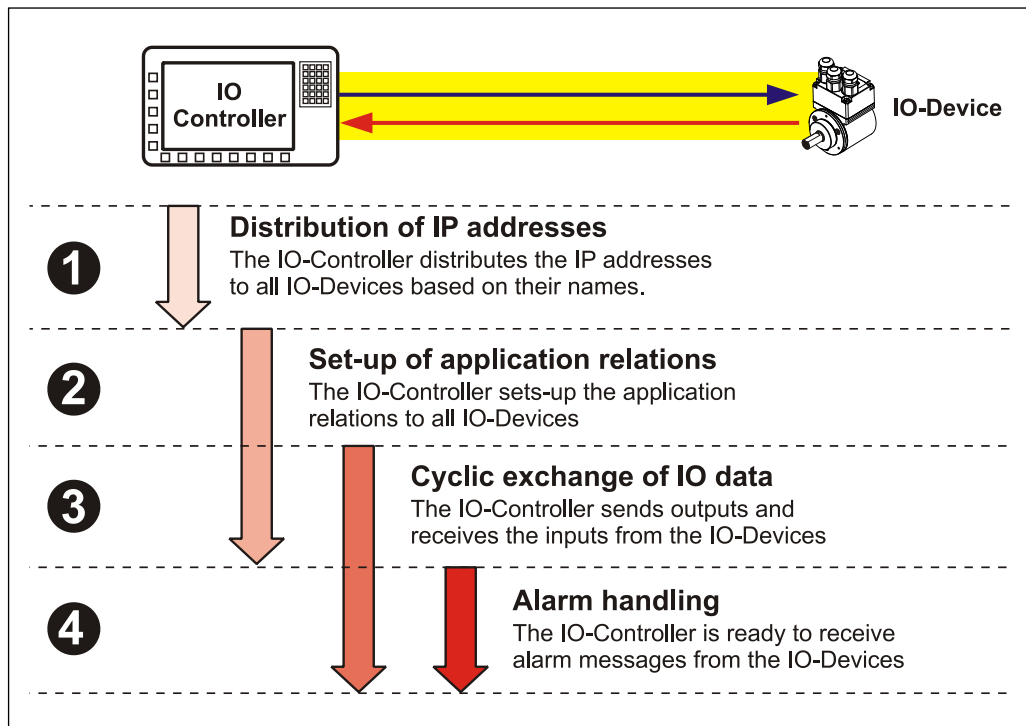 IO
Controller
IO-Device
1
Distribution of IP addresses
The IO-Controller distributes the IP addresses
to all IO-Devices based on their names.
2
Set-up of application relations
The IO-Controller sets-up the application
relations to all IO-Devices
3
Cyclic exchange of IO data
The IO-Controller sends outputs and
receives the inputs from the IO-Devices
4
Alarm handling
The IO-Controller is ready to receive
alarm messages from the IO-Devices